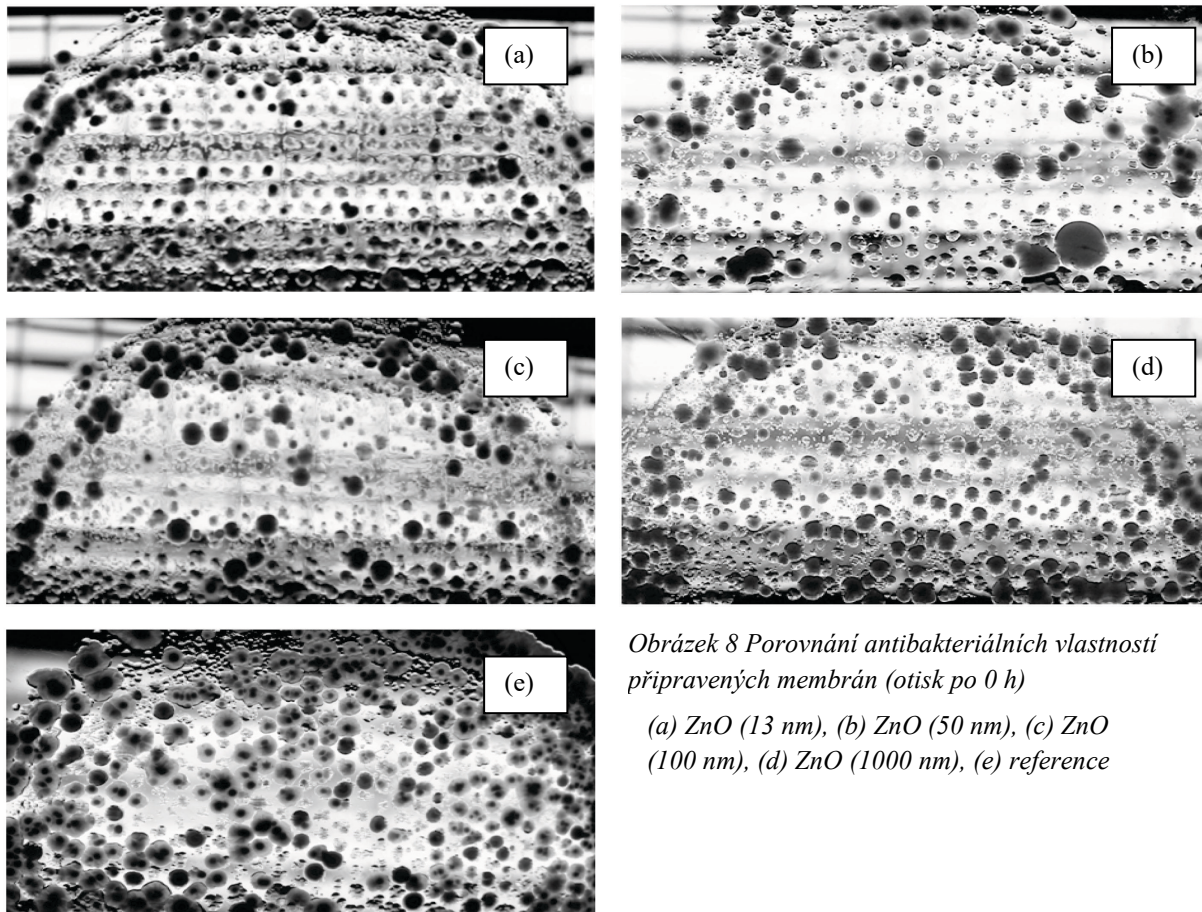 (a)
(b)
(c)
(d)
(e)
Obrázek 8 Porovnání antibakteriálních vlastností
připravených membrán (otisk po 0 h)
(a) ZnO (13 nm), (b) ZnO (50 nm), (c) ZnO
(100 nm), (d) ZnO (1000 nm), (e) reference